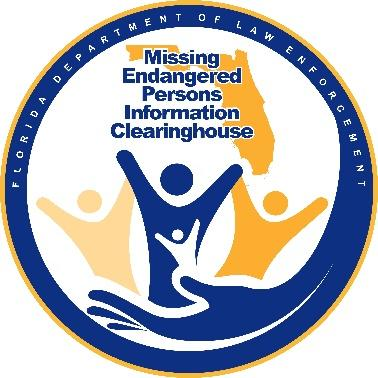 FLORIDA DEPARTMENT OF LAW ENFORCEMENT
Missing
Endangered
Persons
Information
Clearinghouse